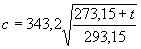 c = 343,2√((273,15 + t)/293,15)